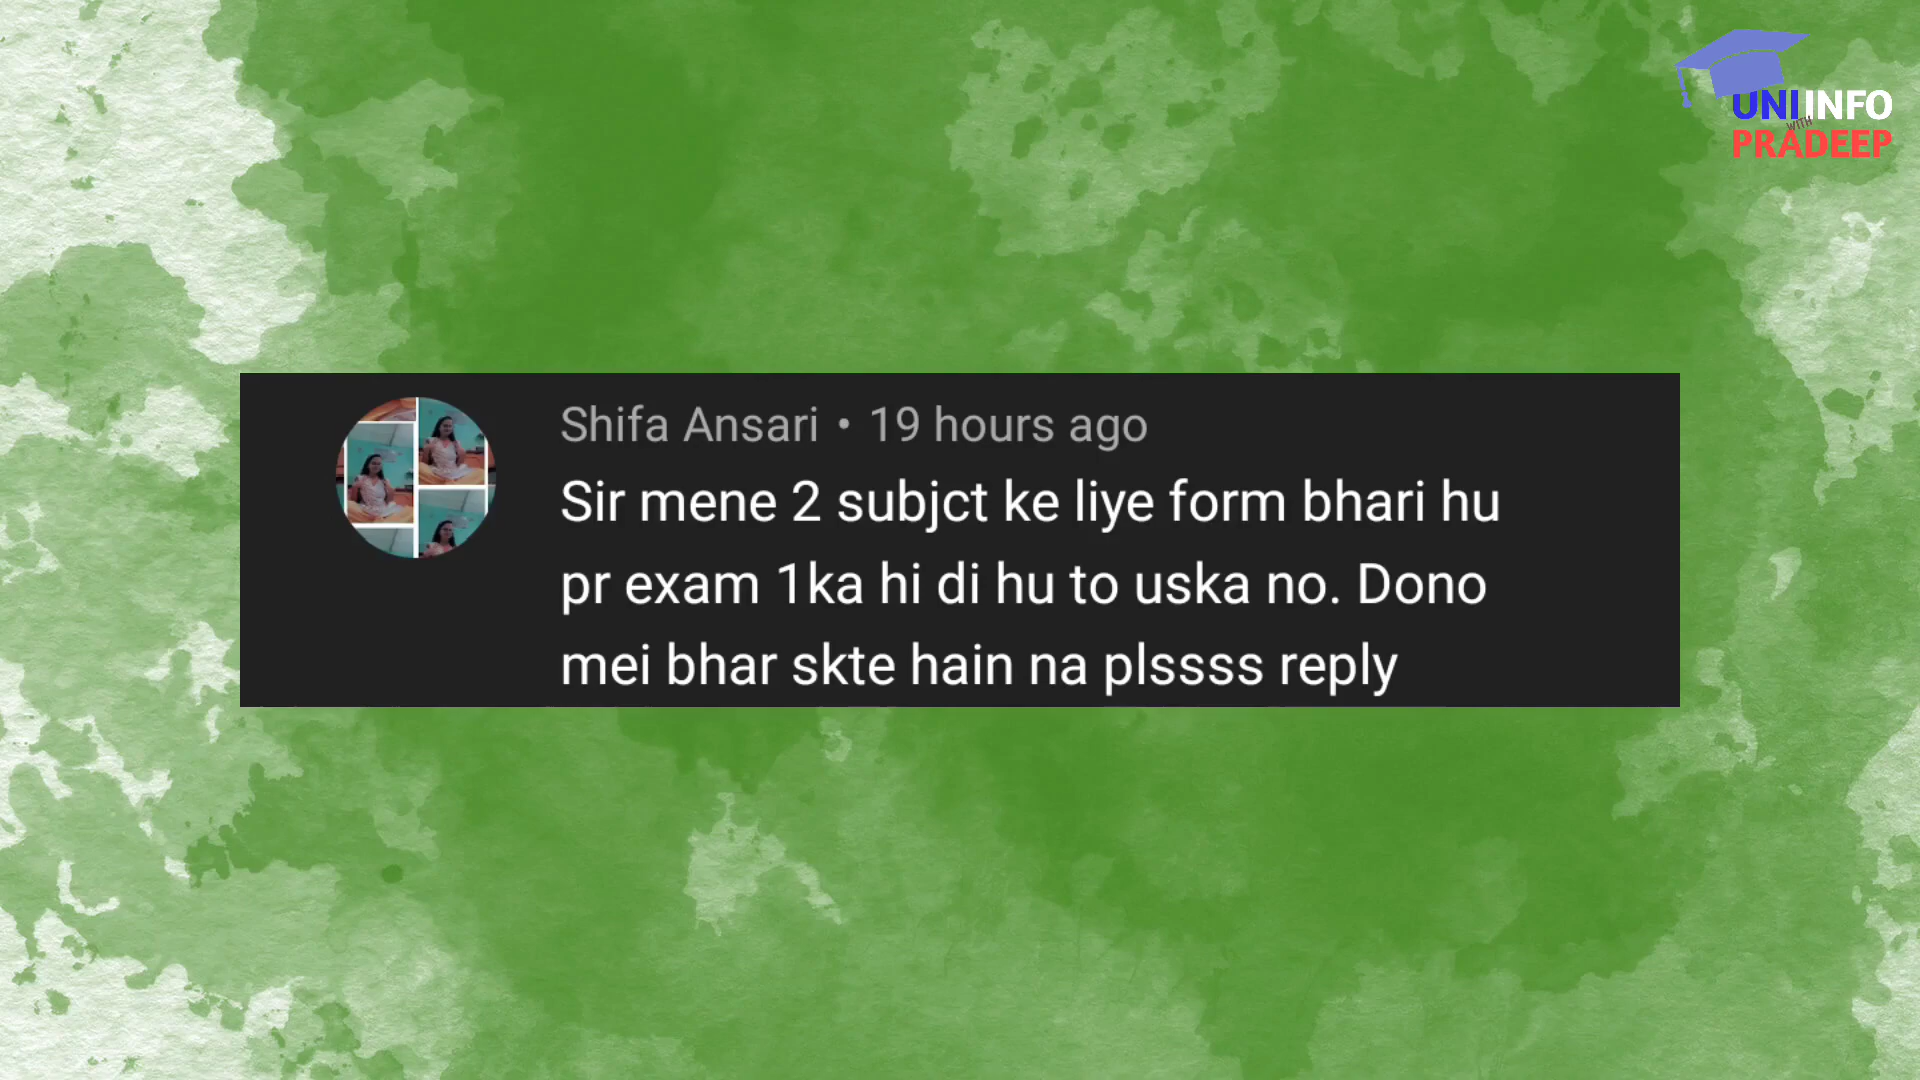 UNIINFO
WITH
PRADEEP
Shifa Ansari • 19 hours ago
Sir mene 2 subjct ke liye form bhari hu
pr exam 1ka hi di hu to uska no. Dono
mei bhar skte hain na plssss reply